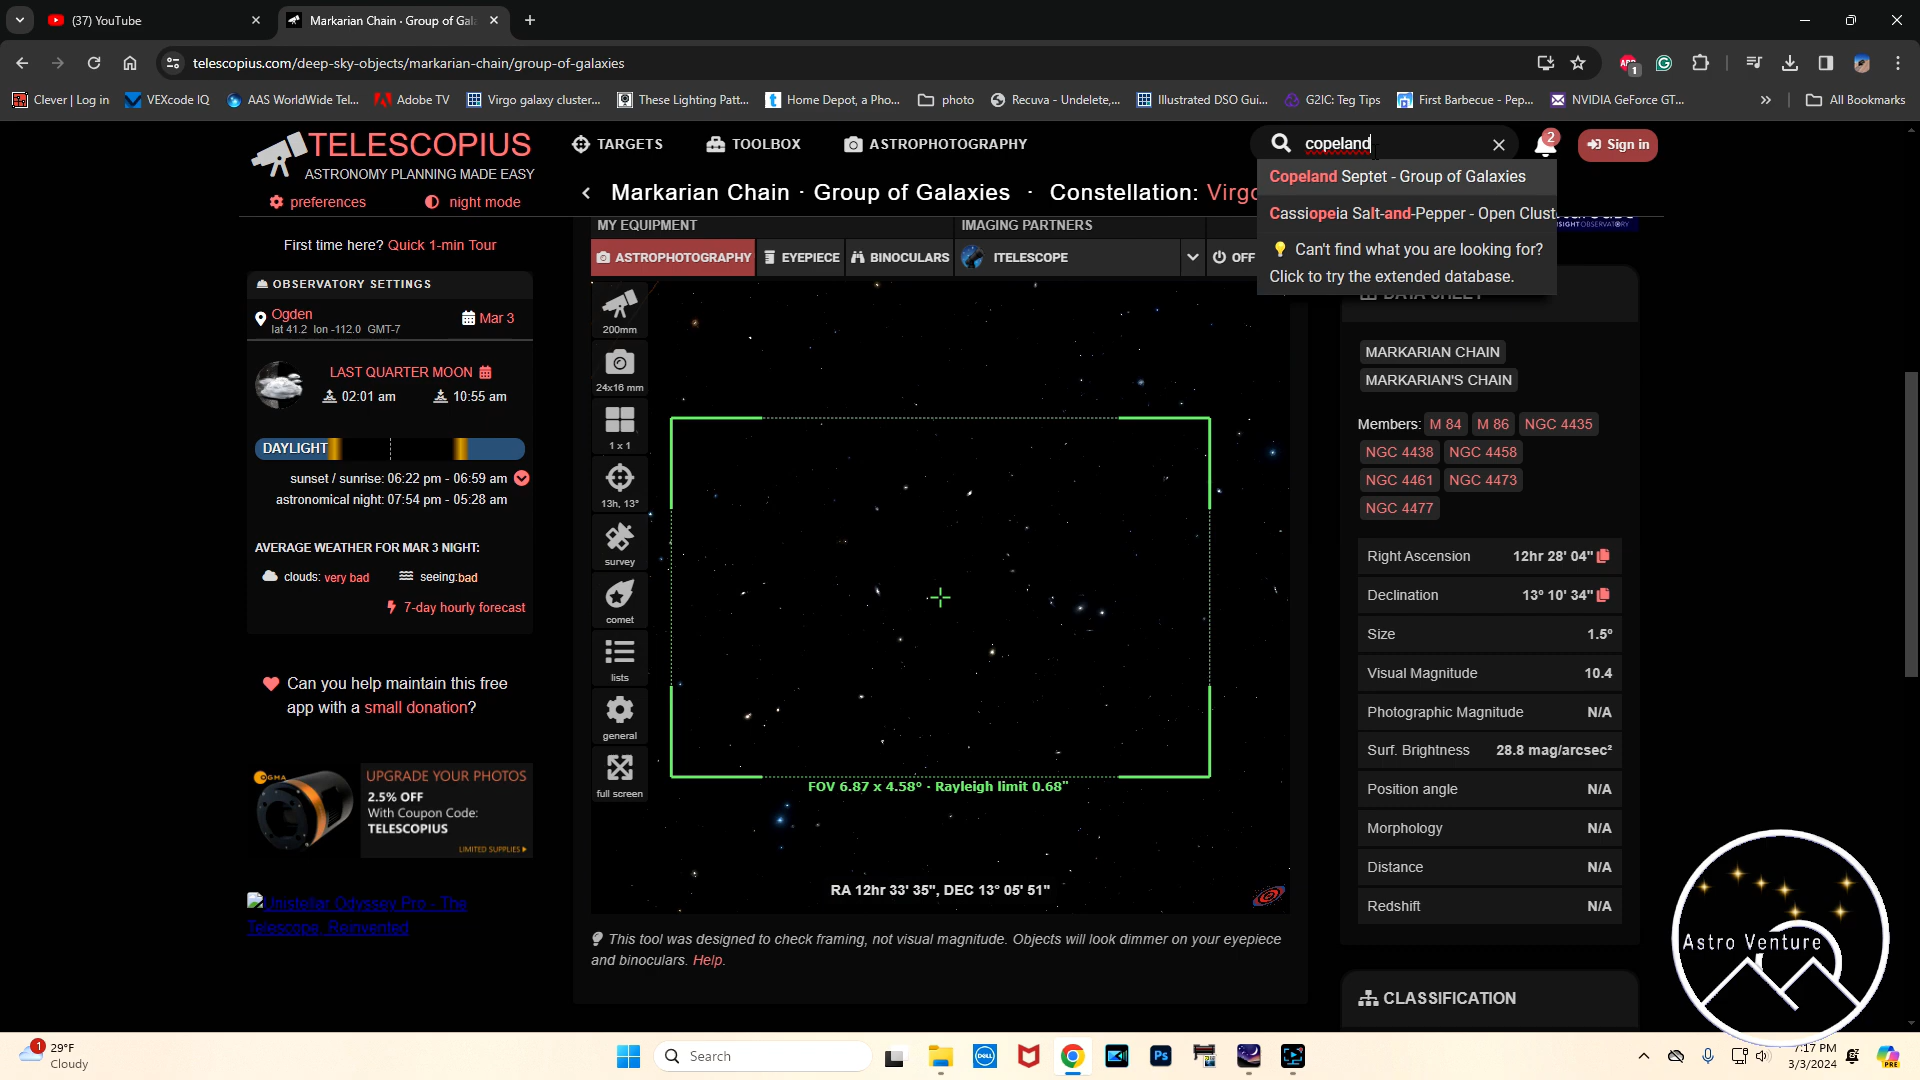 (37) YouTube
Markarian Chain · Group of Gal
telescopius.com/deep-sky-objects/markarian-chain/group-of-galaxies
1
Clever | Log in
VEXcode IQ
AAS WorldWide Tel...
Adobe TV
Virgo galaxy cluster...
These Lighting Patt...
Home Depot, a Pho...
photo
Recuva - Undelete,...
Illustrated DSO Gui...
G2IC: Teg Tips
First Barbecue - Pep...
NVIDIA GeForce GT...
All Bookmarks
TELESCOPIUS
ASTRONOMY PLANNING MADE EASY
TARGETS
TOOLBOX
ASTROPHOTOGRAPHY
copeland
2
Sign in
Copeland Septet - Group of Galaxies
Cassiopeia Salt-and-Pepper - Open Clust
Can't find what you are looking for?
Click to try the extended database.
preferences
night mode
Markarian Chain · Group of Galaxies · Constellation: Virgo
First time here? Quick 1-min Tour
OBSERVATORY SETTINGS
Ogden
lat 41.2 lon -112.0 GMT-7
Mar 3
LAST QUARTER MOON
02:01 am
10:55 am
DAYLIGHT
sunset / sunrise: 06:22 pm - 06:59 am
astronomical night: 07:54 pm - 05:28 am
AVERAGE WEATHER FOR MAR 3 NIGHT:
clouds: very bad
seeing:bad
7-day hourly forecast
Can you help maintain this free
app with a small donation?
OGMA
UPGRADE YOUR PHOTOS
2.5% OFF
With Coupon Code:
TELESCOPIUS
LIMITED SUPPLIES
Unistellar Odyssey Pro - The
Telescope, Reinvented
MY EQUIPMENT
IMAGING PARTNERS
ASTROPHOTOGRAPHY
EYEPIECE
BINOCULARS
ITELESCOPE
OFF
200mm
24x16 mm
1 x 1
13h, 13°
survey
comet
lists
general
full screen
FOV 6.87 x 4.58° · Rayleigh limit 0.68"
RA 12hr 33' 35", DEC 13° 05' 51"
This tool was designed to check framing, not visual magnitude. Objects will look dimmer on your eyepiece
and binoculars. Help.
DATA SHEET
MARKARIAN CHAIN
MARKARIAN'S CHAIN
Members: M 84 M 86 NGC 4435
NGC 4438 NGC 4458
NGC 4461 NGC 4473
NGC 4477
Right Ascension 12hr 28' 04"
Declination 13° 10' 34"
Size 1.5°
Visual Magnitude 10.4
Photographic Magnitude N/A
Surf. Brightness 28.8 mag/arcsec²
Position angle N/A
Morphology N/A
Distance N/A
Redshift N/A
CLASSIFICATION
Astro Venture
1
29°F
Cloudy
Search
7:17 PM
3/3/2024
PRE